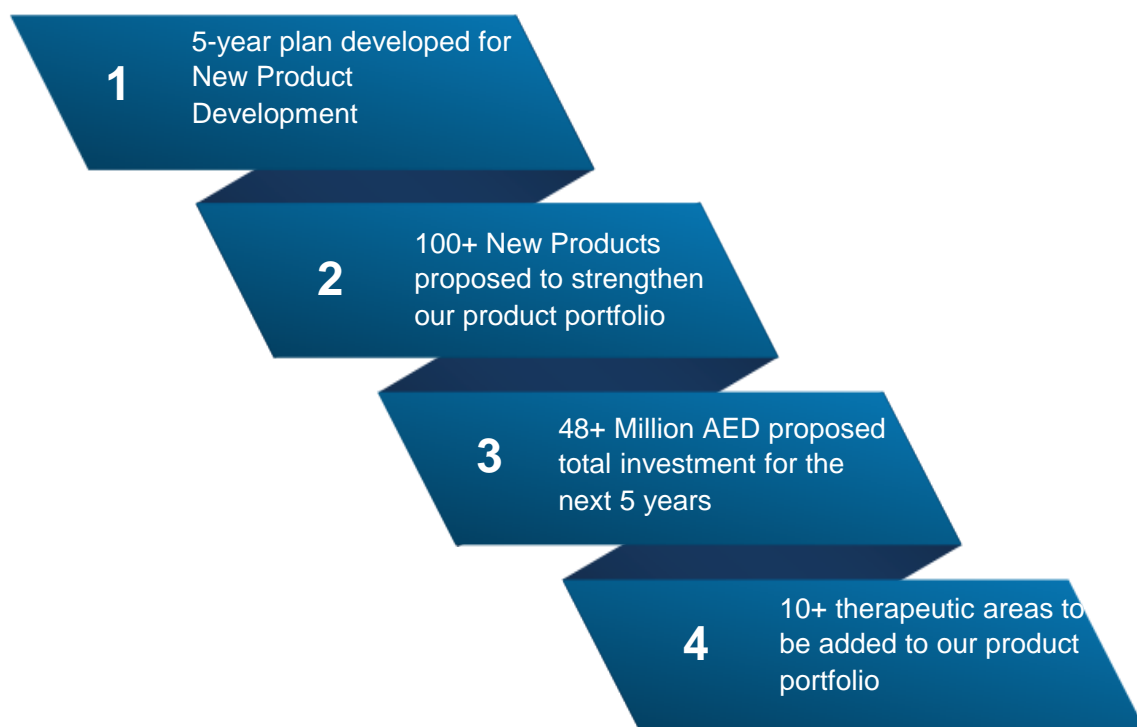 1
5-year plan developed for
New Product
Development
2
100+ New Products
proposed to strengthen
our product portfolio
3
48+ Million AED proposed
total investment for the
next 5 years
4
10+ therapeutic areas to
be added to our product
portfolio